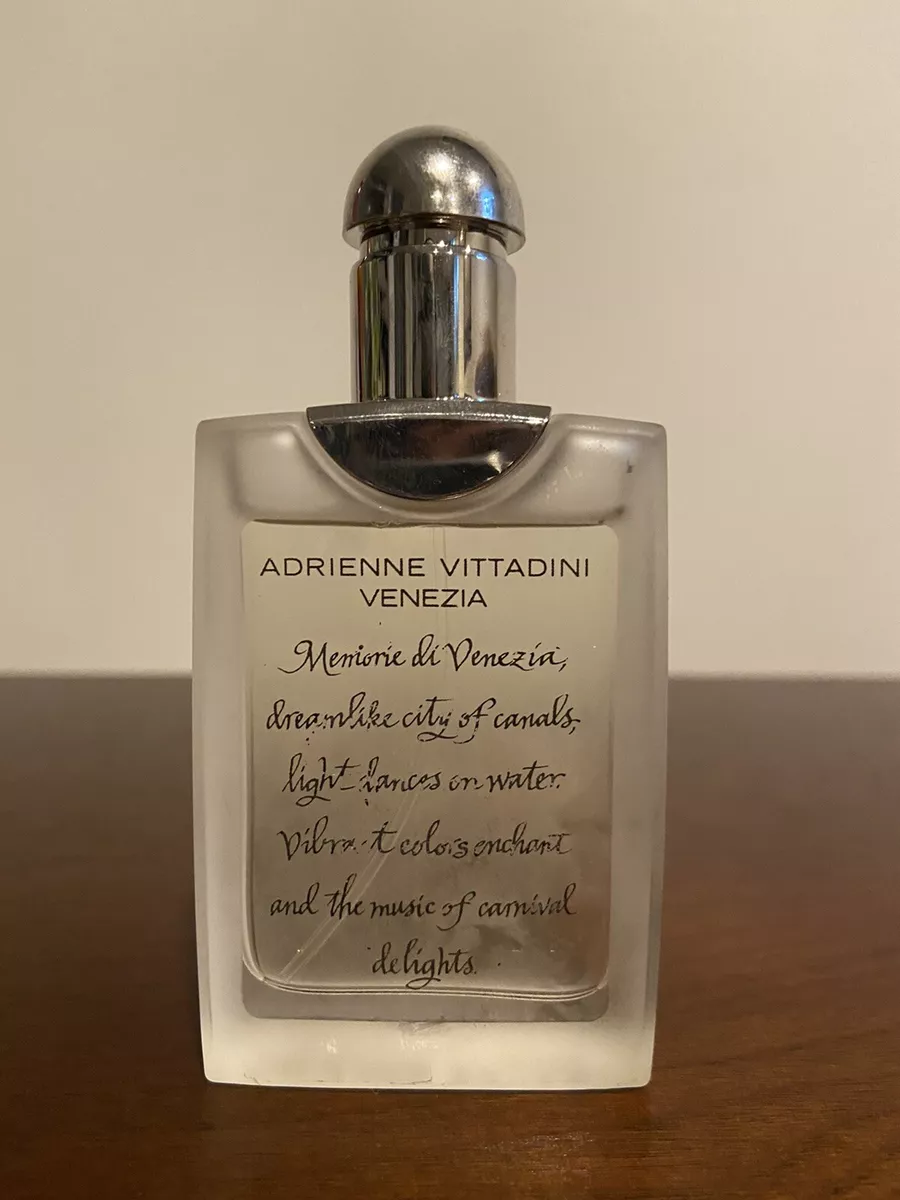 ADRIENNE VITTADINI
VENEZIA
Memorie di Venezia,
dreamlike city of canals,
light dances on water.
Vibrant colors enchant
and the music of carnival
delights.